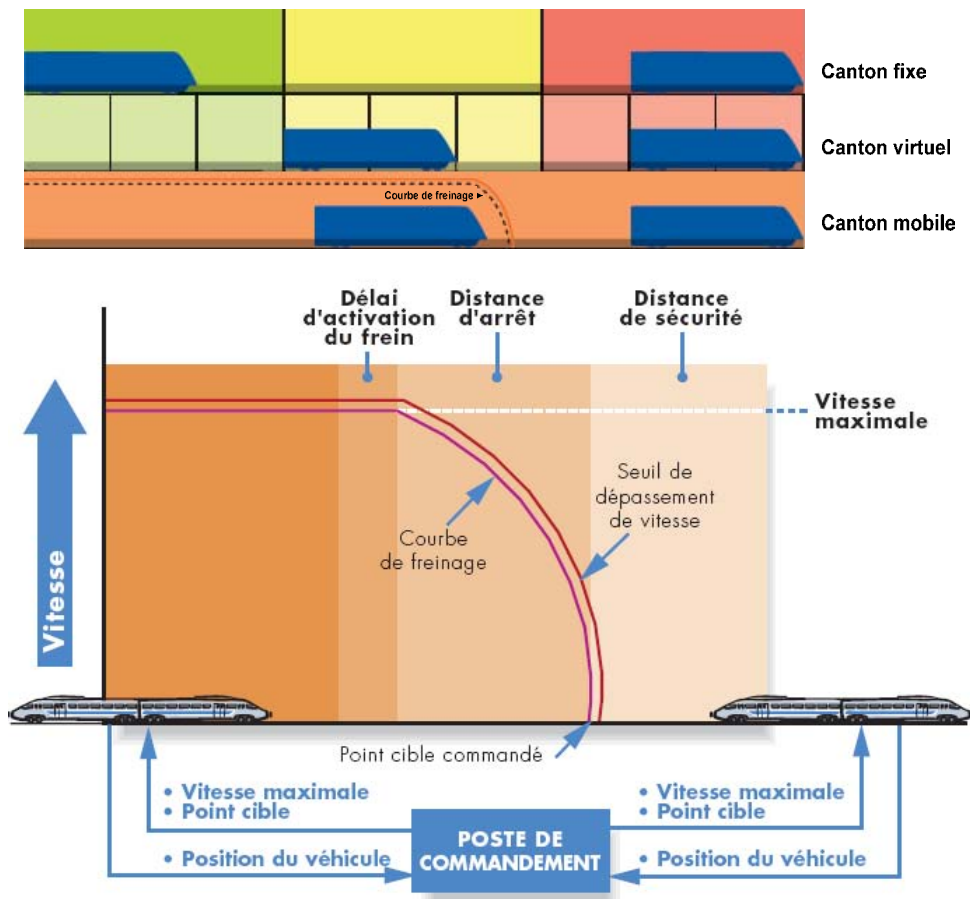 Canton fixe
Canton virtuel
Courbe de freinage ►
Canton mobile
Délai
d'activation
du frein
Distance
d'arrêt
Distance
de sécurité
Vitesse
maximale
Seuil de
dépassement
de vitesse
Courbe
de freinage
Vitesse
Point cible commandé
• Vitesse maximale
• Point cible
• Vitesse maximale
• Point cible
POSTE DE
COMMANDEMENT
• Position du véhicule
• Position du véhicule